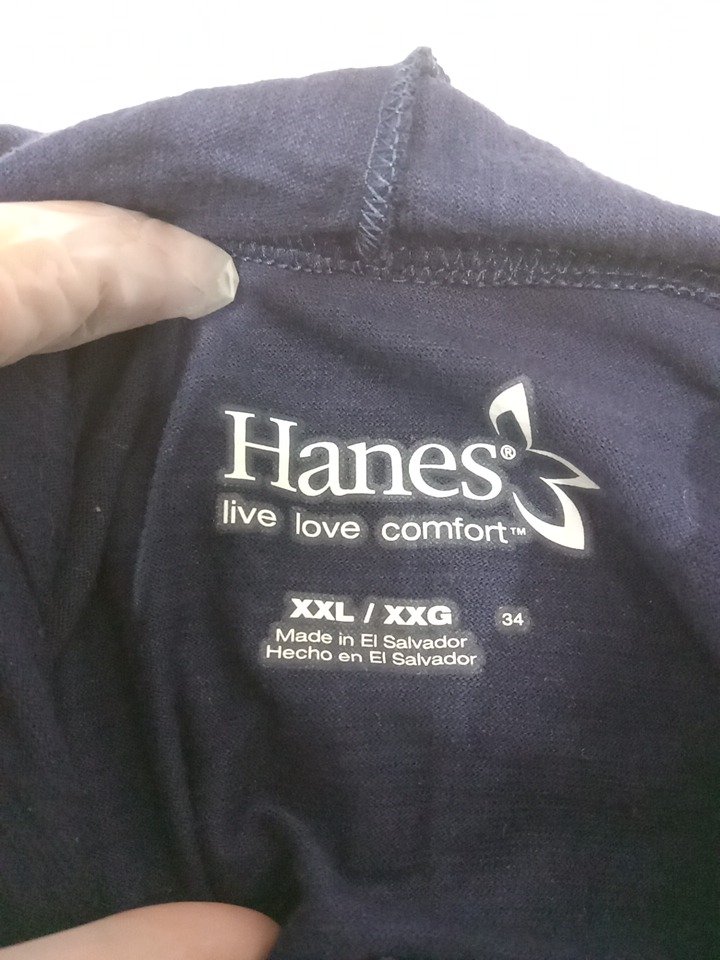 Hanes®
live love comfort™
XXL / XXG 34
Made in El Salvador
Hecho en El Salvador